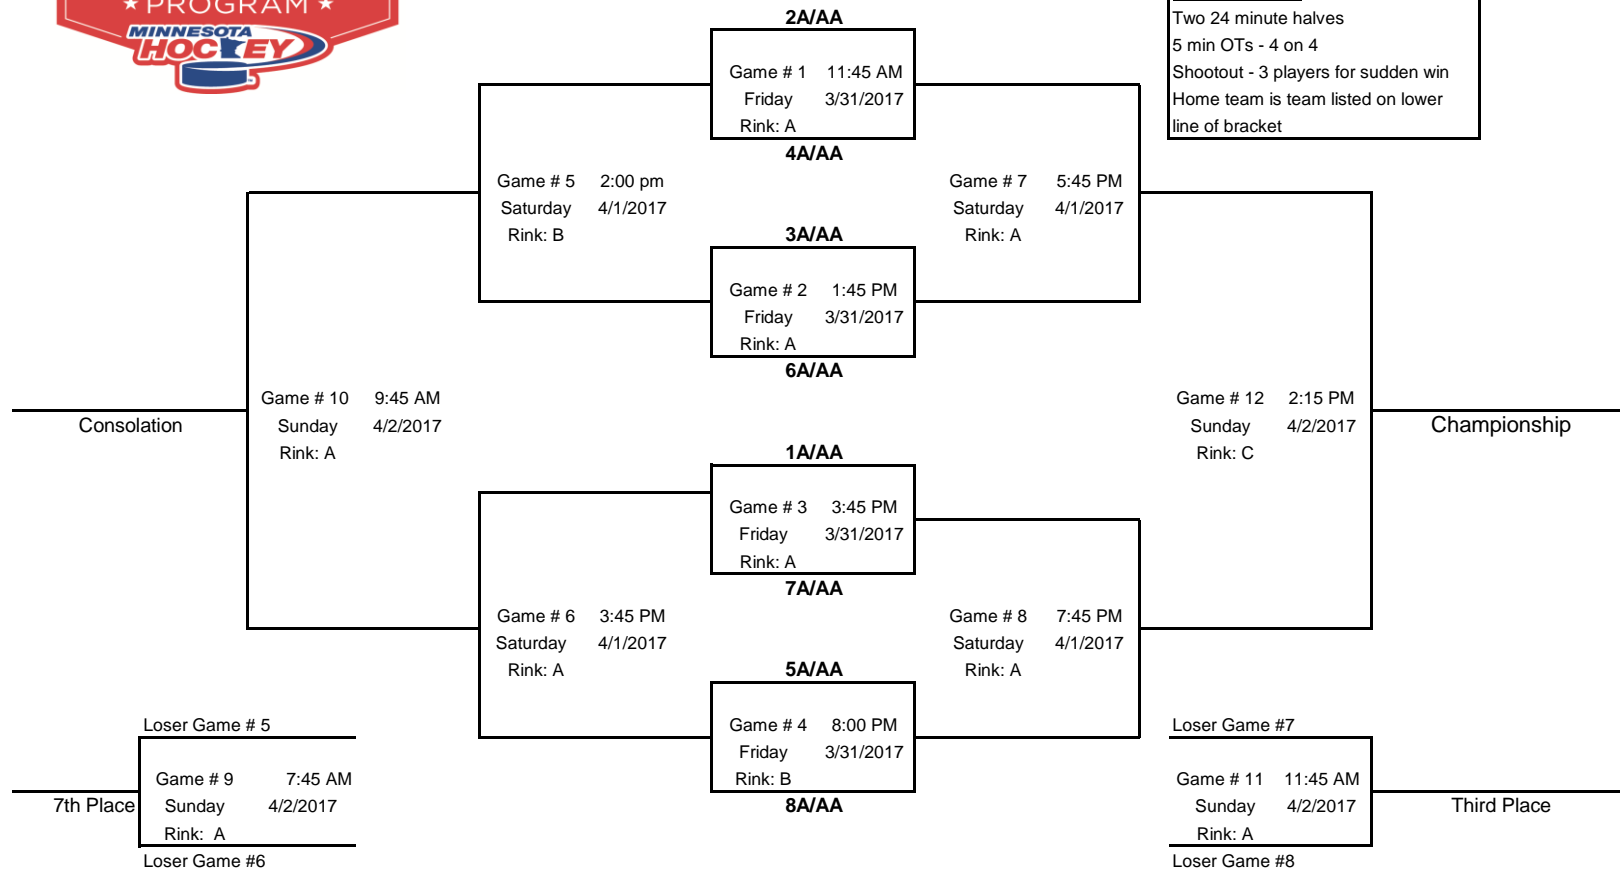 ★ PROGRAM ★
MINNESOTA
HOCKEY
Two 24 minute halves
5 min OTs - 4 on 4
Shootout - 3 players for sudden win
Home team is team listed on lower
line of bracket
2A/AA
Game # 1 11:45 AM
Friday 3/31/2017
Rink: A
4A/AA
Game # 5 2:00 pm
Saturday 4/1/2017
Rink: B
Game # 7 5:45 PM
Saturday 4/1/2017
Rink: A
3A/AA
Game # 2 1:45 PM
Friday 3/31/2017
Rink: A
6A/AA
Game # 10 9:45 AM
Sunday 4/2/2017
Rink: A
Consolation
Game # 12 2:15 PM
Sunday 4/2/2017
Rink: C
Championship
1A/AA
Game # 3 3:45 PM
Friday 3/31/2017
Rink: A
7A/AA
Game # 6 3:45 PM
Saturday 4/1/2017
Rink: A
Game # 8 7:45 PM
Saturday 4/1/2017
Rink: A
5A/AA
Game # 4 8:00 PM
Friday 3/31/2017
Rink: B
8A/AA
Loser Game # 5
Game # 9 7:45 AM
Sunday 4/2/2017
Rink: A
7th Place
Loser Game #6
Loser Game #7
Game # 11 11:45 AM
Sunday 4/2/2017
Rink: A
Third Place
Loser Game #8